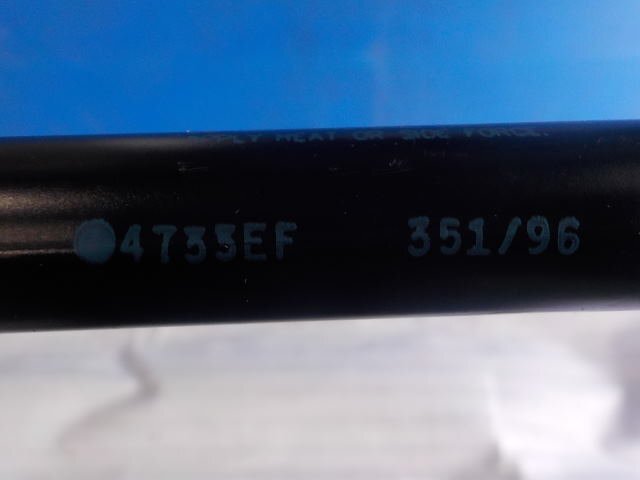 HEAT OR SIDE FORCE.
4733EF 351/96